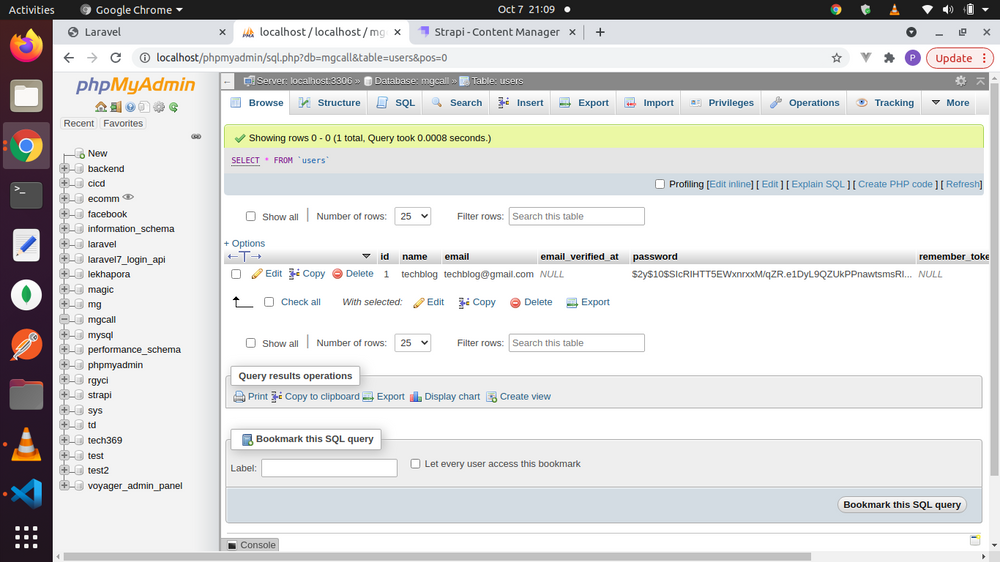 Activities Google Chrome Oct 7 21:09
Laravel localhost / localhost / mg Strapi - Content Manager
localhost/phpmyadmin/sql.php?db=mgcall&table=users&pos=0 P Update
phpMyAdmin
Recent Favorites
New
backend
cicd
ecomm
facebook
information_schema
laravel
laravel7_login_api
lekhapora
magic
mg
mgcall
mysql
performance_schema
phpmyadmin
rgyci
strapi
sys
td
tech369
test
test2
voyager_admin_panel
Server: localhost:3306 » Database: mgcall » Table: users
Browse Structure SQL Search Insert Export Import Privileges Operations Tracking More
Showing rows 0 - 0 (1 total, Query took 0.0008 seconds.)
SELECT * FROM `users`
Profiling [Edit inline] [ Edit ] [ Explain SQL ] [ Create PHP code ] [ Refresh]
Show all Number of rows: 25 Filter rows: Search this table
+ Options
←T→ id name email email_verified_at password remember_toke
Edit Copy Delete 1 techblog techblog@gmail.com NULL $2y$10$SIcRIHTT5EWxnrxxM/qZR.e1DyL9QZUkPPnawtsmsRI... NULL
Check all With selected: Edit Copy Delete Export
Show all Number of rows: 25 Filter rows: Search this table
Query results operations
Print Copy to clipboard Export Display chart Create view
Bookmark this SQL query
Label: Let every user access this bookmark
Bookmark this SQL query
Console